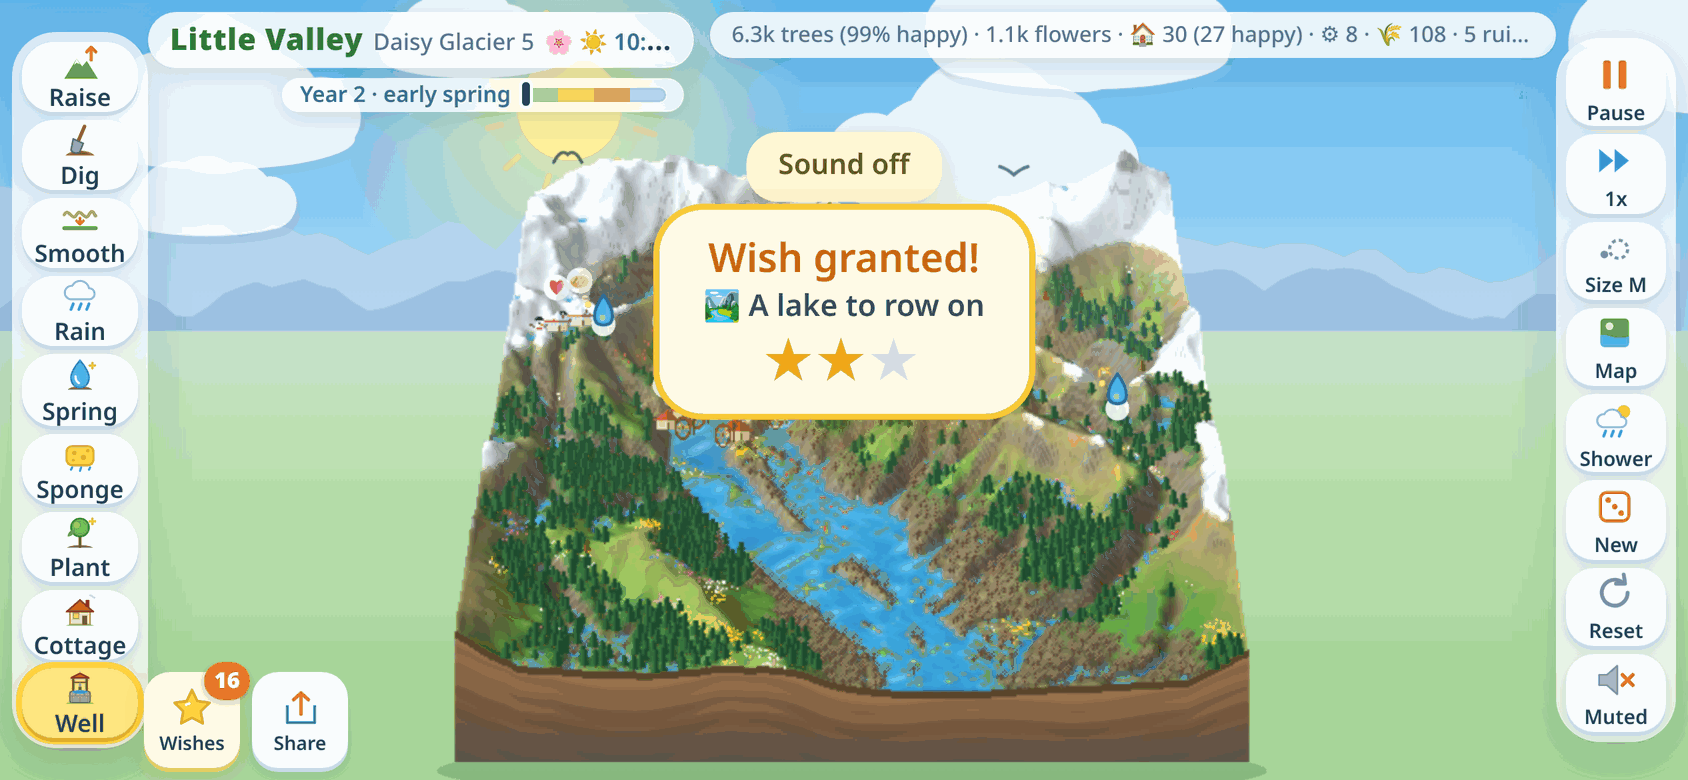 Little Valley Daisy Glacier 5 🌸 ☀️ 10:...
6.3k trees (99% happy) · 1.1k flowers · 🏠 30 (27 happy) · ⚙ 8 · 🌾 108 · 5 rui...
Year 2 · early spring
Sound off
Wish granted!
🏞️ A lake to row on
Raise
Dig
Smooth
Rain
Spring
Sponge
Plant
Cottage
Well
16
Wishes
Share
Pause
1x
Size M
Map
Shower
New
Reset
Muted